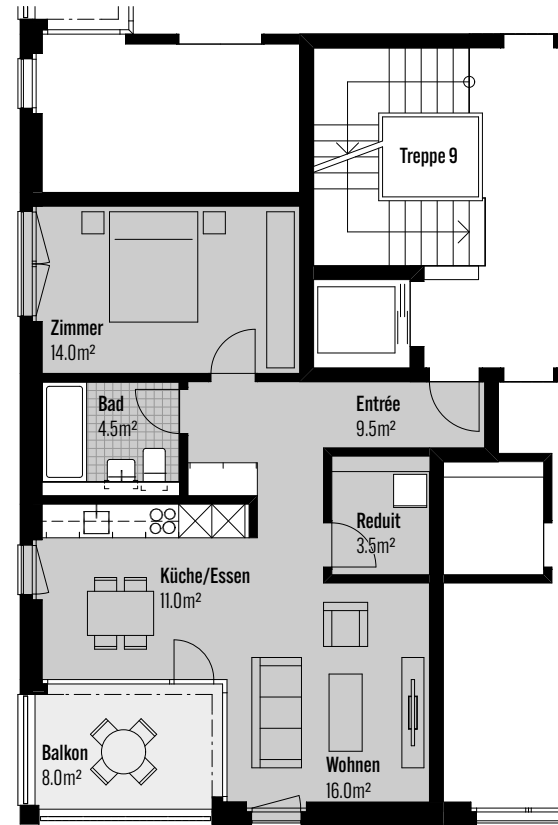 Treppe 9
Zimmer
14.0m²
Bad
4.5m²
Entrée
9.5m²
Reduit
3.5m²
Küche/Essen
11.0m²
Balkon
8.0m²
Wohnen
16.0m²